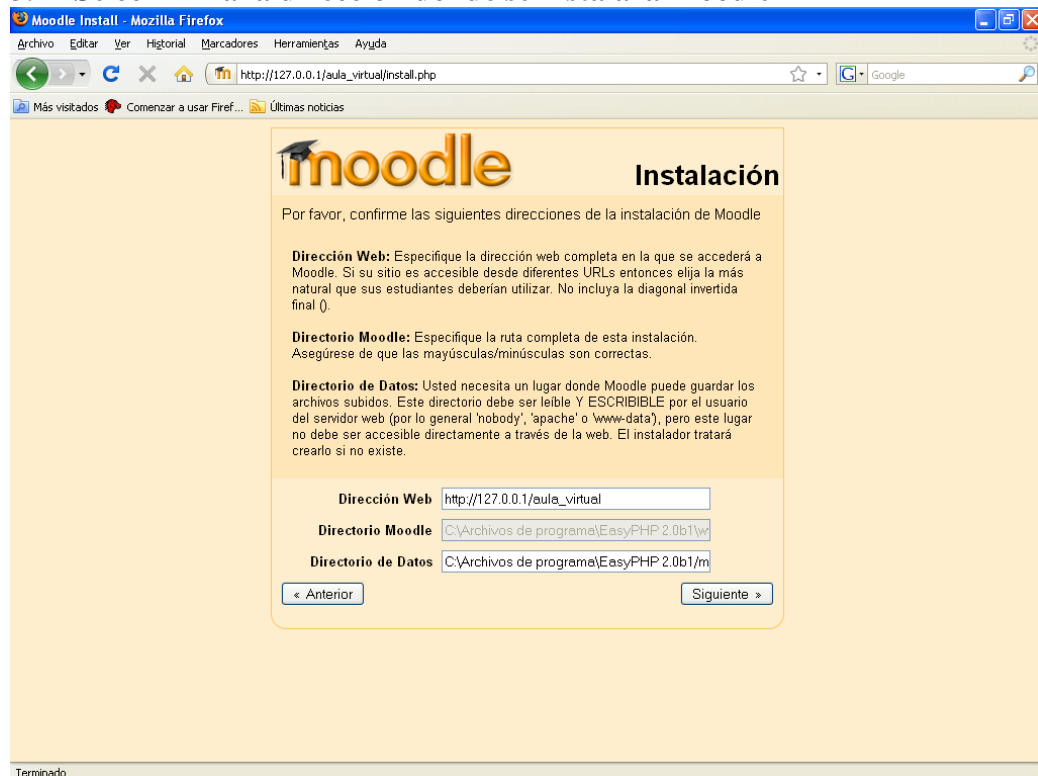 Moodle Install - Mozilla Firefox
Archivo Editar Ver Historial Marcadores Herramientas Ayuda
http://127.0.0.1/aula_virtual/install.php
Google
Más visitados Comenzar a usar Firef... Últimas noticias
moodle
Instalación
Por favor, confirme las siguientes direcciones de la instalación de Moodle
Dirección Web: Especifique la dirección web completa en la que se accederá a
Moodle. Si su sitio es accesible desde diferentes URLs entonces elija la más
natural que sus estudiantes deberían utilizar. No incluya la diagonal invertida
final ().
Directorio Moodle: Especifique la ruta completa de esta instalación.
Asegúrese de que las mayúsculas/minúsculas son correctas.
Directorio de Datos: Usted necesita un lugar donde Moodle puede guardar los
archivos subidos. Este directorio debe ser leíble Y ESCRIBIBLE por el usuario
del servidor web (por lo general 'nobody', 'apache' o 'www-data'), pero este lugar
no debe ser accesible directamente a través de la web. El instalador tratará
crearlo si no existe.
Dirección Web http://127.0.0.1/aula_virtual
Directorio Moodle C:\Archivos de programa\EasyPHP 2.0b1\w
Directorio de Datos C:\Archivos de programa\EasyPHP 2.0b1/m
« Anterior
Siguiente »
Terminado